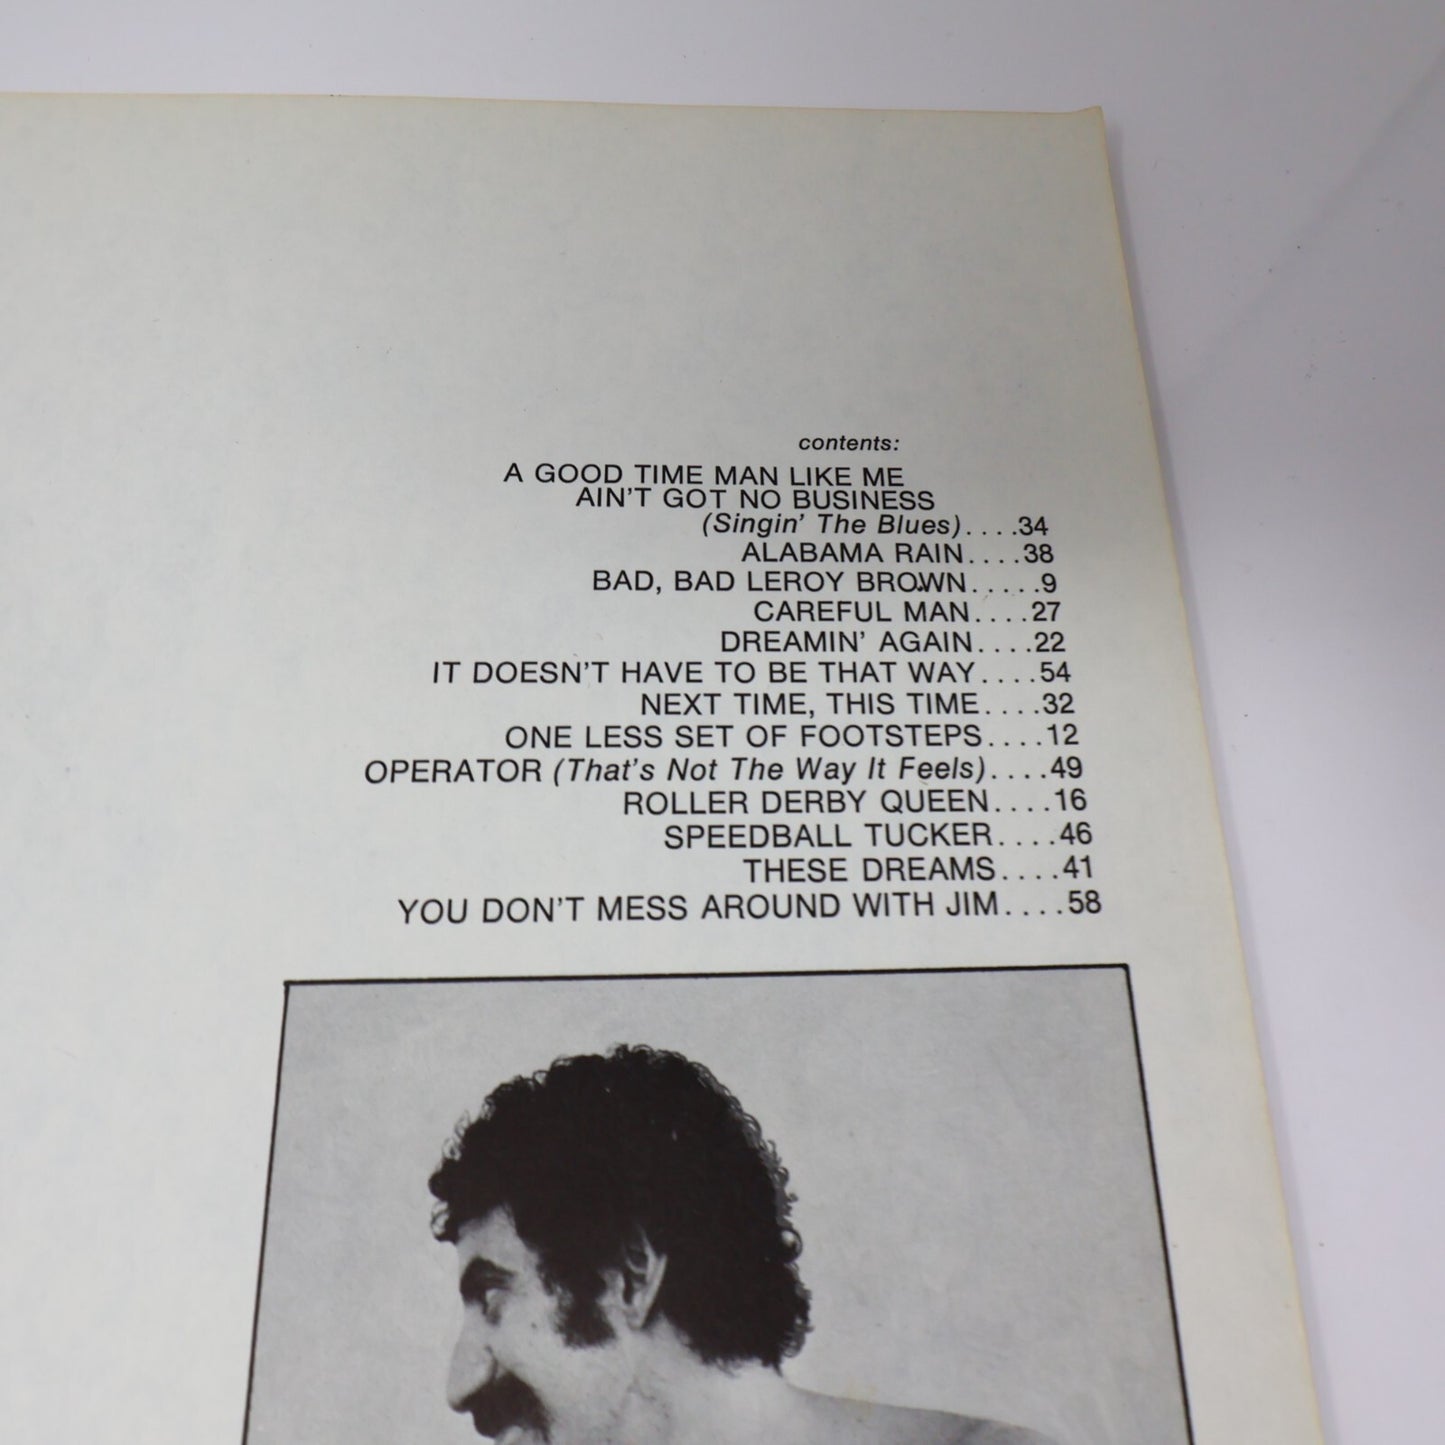 contents:
A GOOD TIME MAN LIKE ME
AIN'T GOT NO BUSINESS
(Singin' The Blues)....34
ALABAMA RAIN....38
BAD, BAD LEROY BROWN.....9
CAREFUL MAN....27
DREAMIN' AGAIN....22
IT DOESN'T HAVE TO BE THAT WAY....54
NEXT TIME, THIS TIME....32
ONE LESS SET OF FOOTSTEPS....12
OPERATOR (That's Not The Way It Feels)....49
ROLLER DERBY QUEEN....16
SPEEDBALL TUCKER....46
THESE DREAMS....41
YOU DON'T MESS AROUND WITH JIM....58